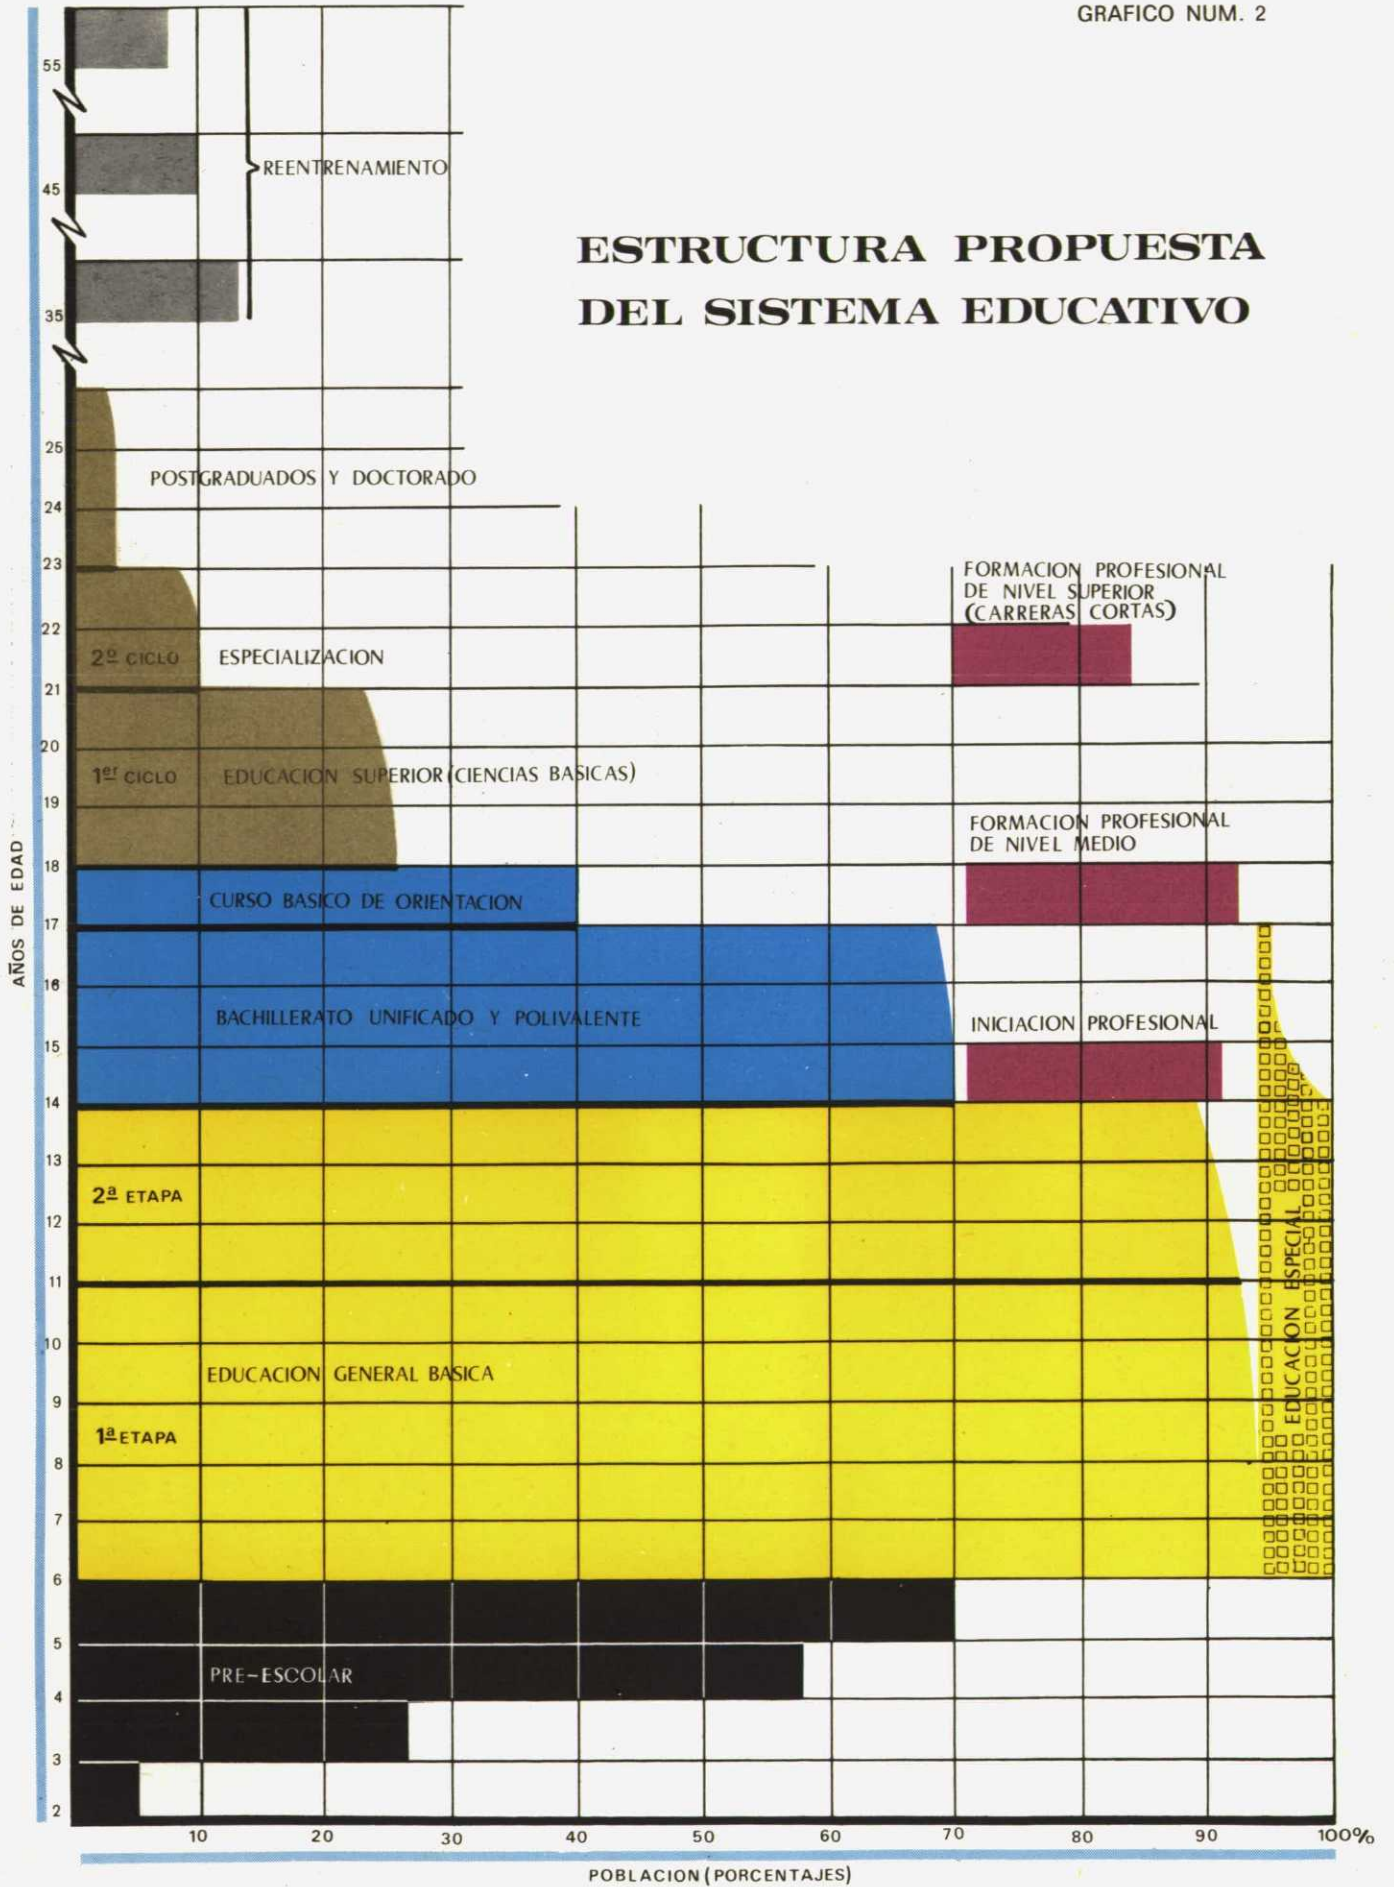 GRAFICO NUM. 2
55
REENTRENAMIENTO
45
ESTRUCTURA PROPUESTA
DEL SISTEMA EDUCATIVO
35
25
POSTGRADUADOS Y DOCTORADO
24
23
FORMACION PROFESIONAL
DE NIVEL SUPERIOR
(CARRERAS CORTAS)
22
2º CICLO ESPECIALIZACION
21
20
1er CICLO EDUCACION SUPERIOR (CIENCIAS BASICAS)
19
FORMACION PROFESIONAL
DE NIVEL MEDIO
18
CURSO BASICO DE ORIENTACION
17
16
BACHILLERATO UNIFICADO Y POLIVALENTE
INICIACION PROFESIONAL
15
14
13
2ª ETAPA
12
11
10
EDUCACION GENERAL BASICA
9
1ª ETAPA
8
7
6
5
PRE-ESCOLAR
4
3
2
EDUCACION ESPECIAL
AÑOS DE EDAD
10 20 30 40 50 60 70 80 90 100%
POBLACION (PORCENTAJES)